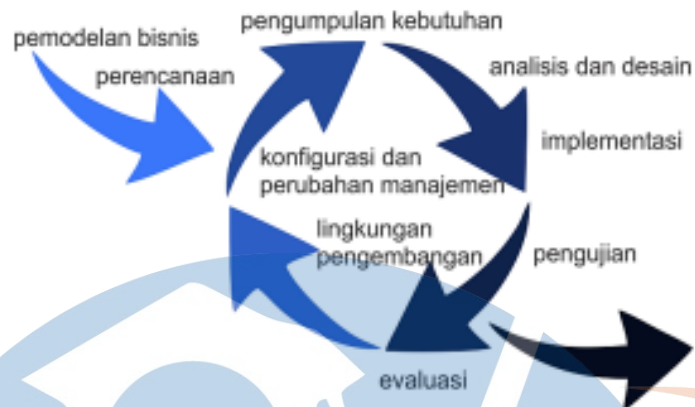 pengumpulan kebutuhan
pemodelan bisnis
perencanaan
analisis dan desain
implementasi
konfigurasi dan
perubahan manajemen
lingkungan
pengembangan
pengujian
evaluasi